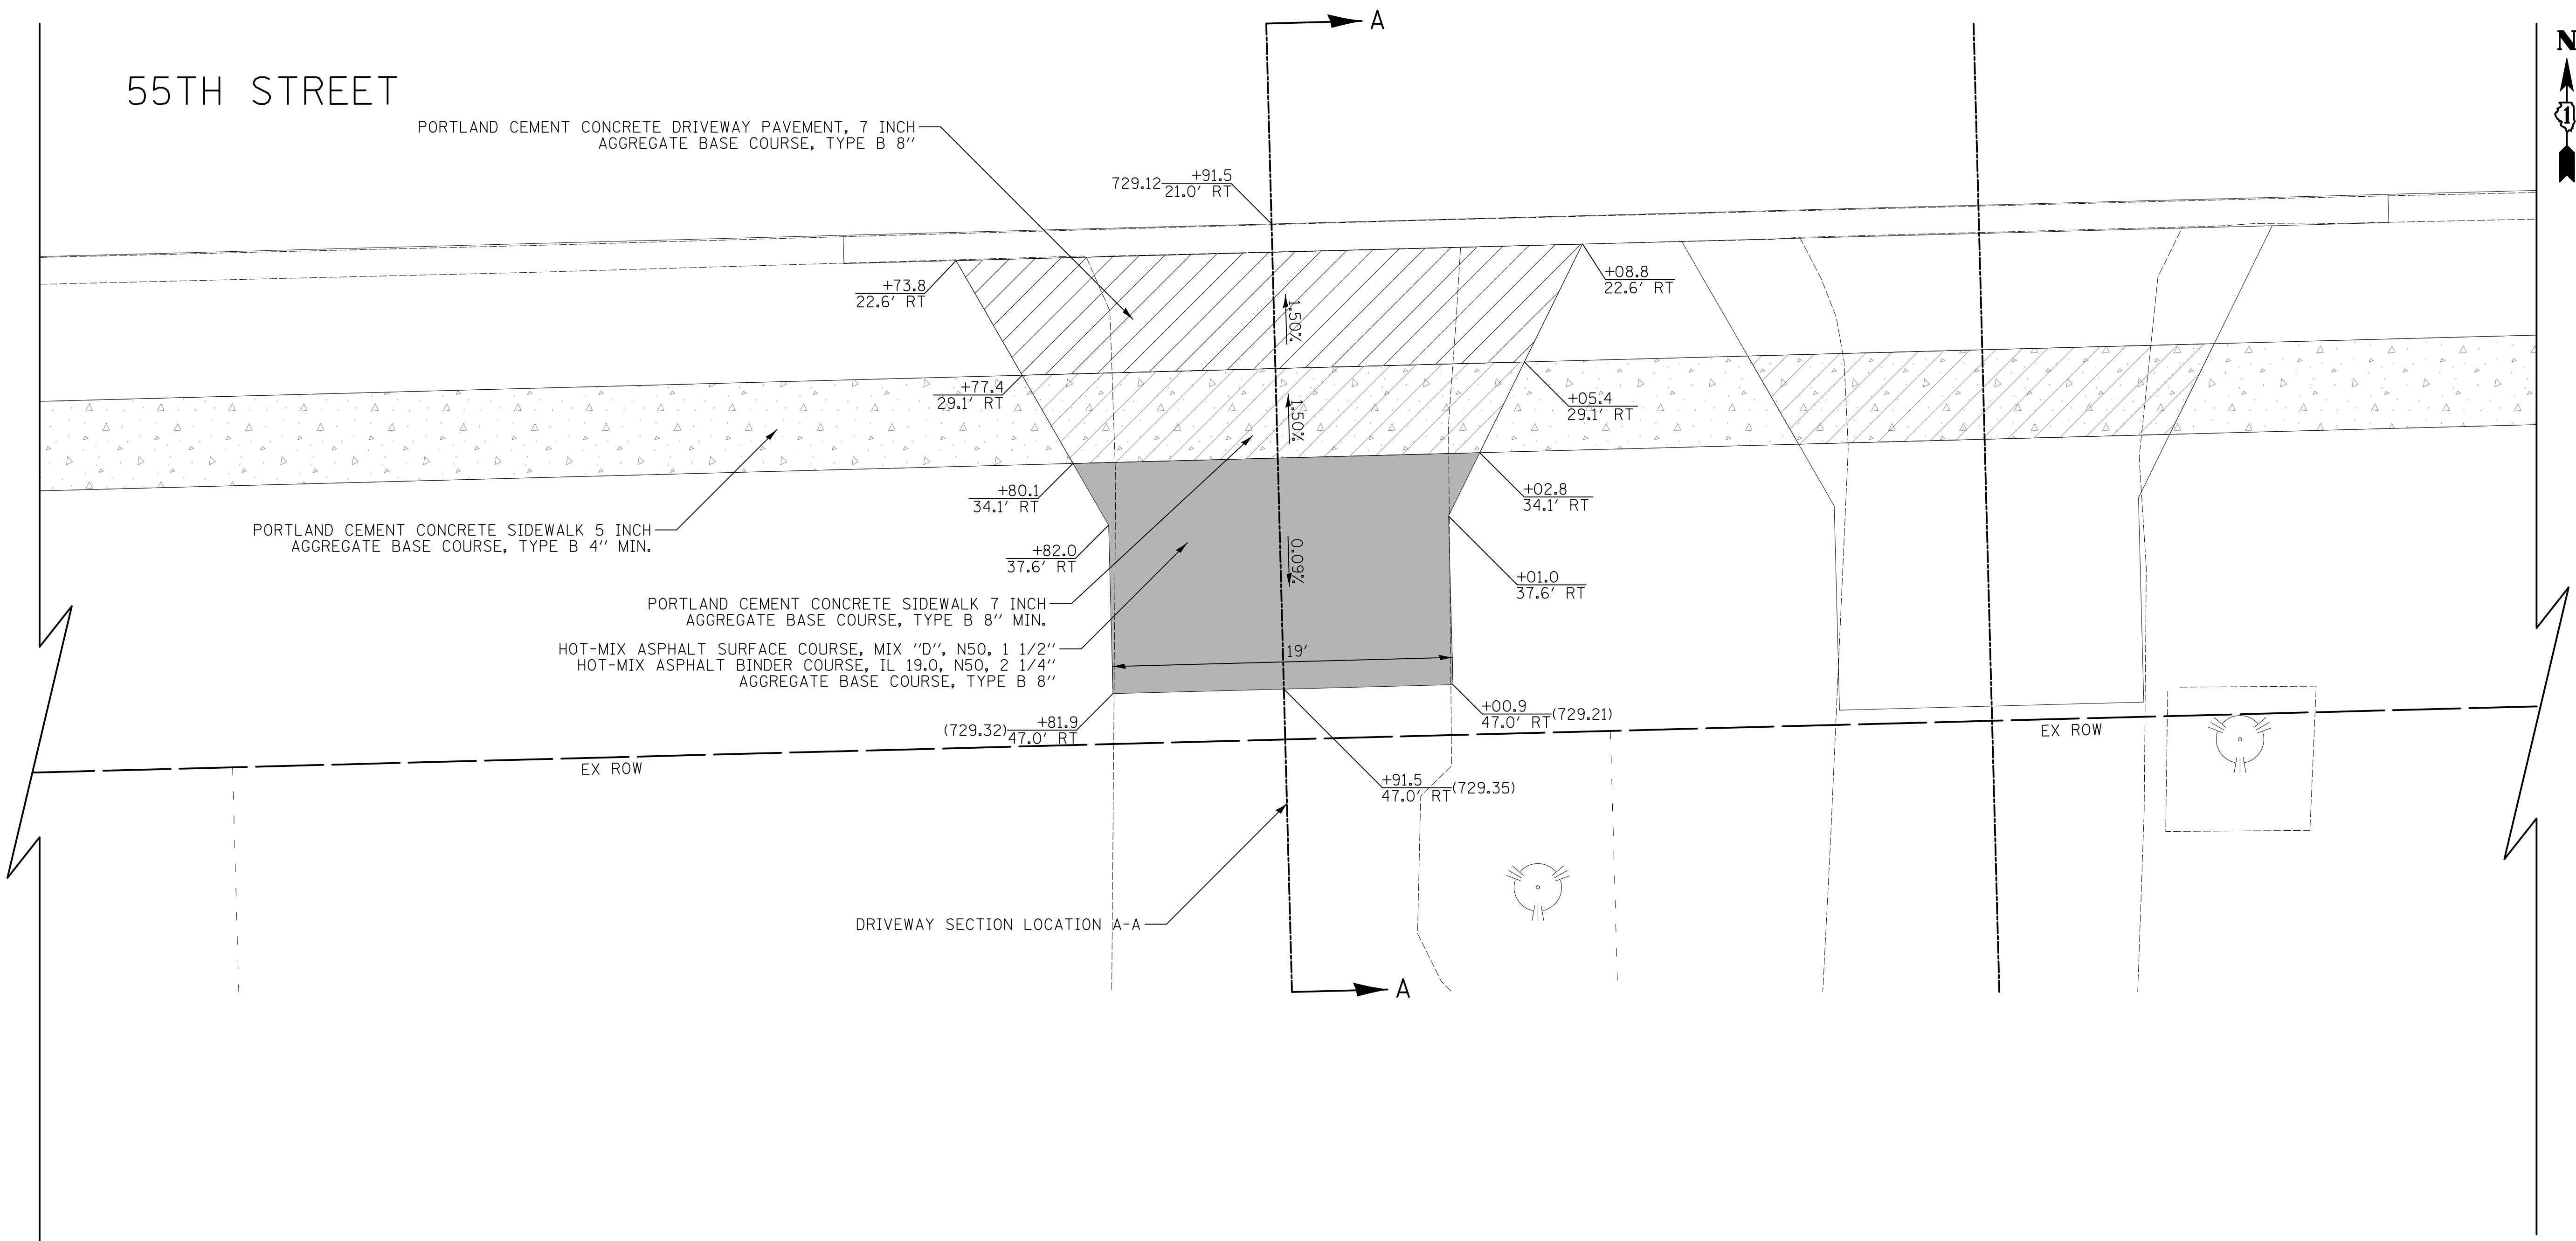 A
N
1
55TH STREET
PORTLAND CEMENT CONCRETE DRIVEWAY PAVEMENT, 7 INCH
AGGREGATE BASE COURSE, TYPE B 8"
729.12
+91.5
21.0' RT
+73.8
22.6' RT
+08.8
22.6' RT
1.50%
+77.4
29.1' RT
+05.4
29.1' RT
1.50%
+80.1
34.1' RT
+02.8
34.1' RT
PORTLAND CEMENT CONCRETE SIDEWALK 5 INCH
AGGREGATE BASE COURSE, TYPE B 4" MIN.
+82.0
37.6' RT
0.09%
+01.0
37.6' RT
PORTLAND CEMENT CONCRETE SIDEWALK 7 INCH
AGGREGATE BASE COURSE, TYPE B 8" MIN.
HOT-MIX ASPHALT SURFACE COURSE, MIX "D", N50, 1 1/2"
HOT-MIX ASPHALT BINDER COURSE, IL 19.0, N50, 2 1/4"
AGGREGATE BASE COURSE, TYPE B 8"
19'
(729.32)
+81.9
47.0' RT
+00.9
47.0' RT
(729.21)
EX ROW
EX ROW
+91.5
47.0' RT
(729.35)
DRIVEWAY SECTION LOCATION A-A
A